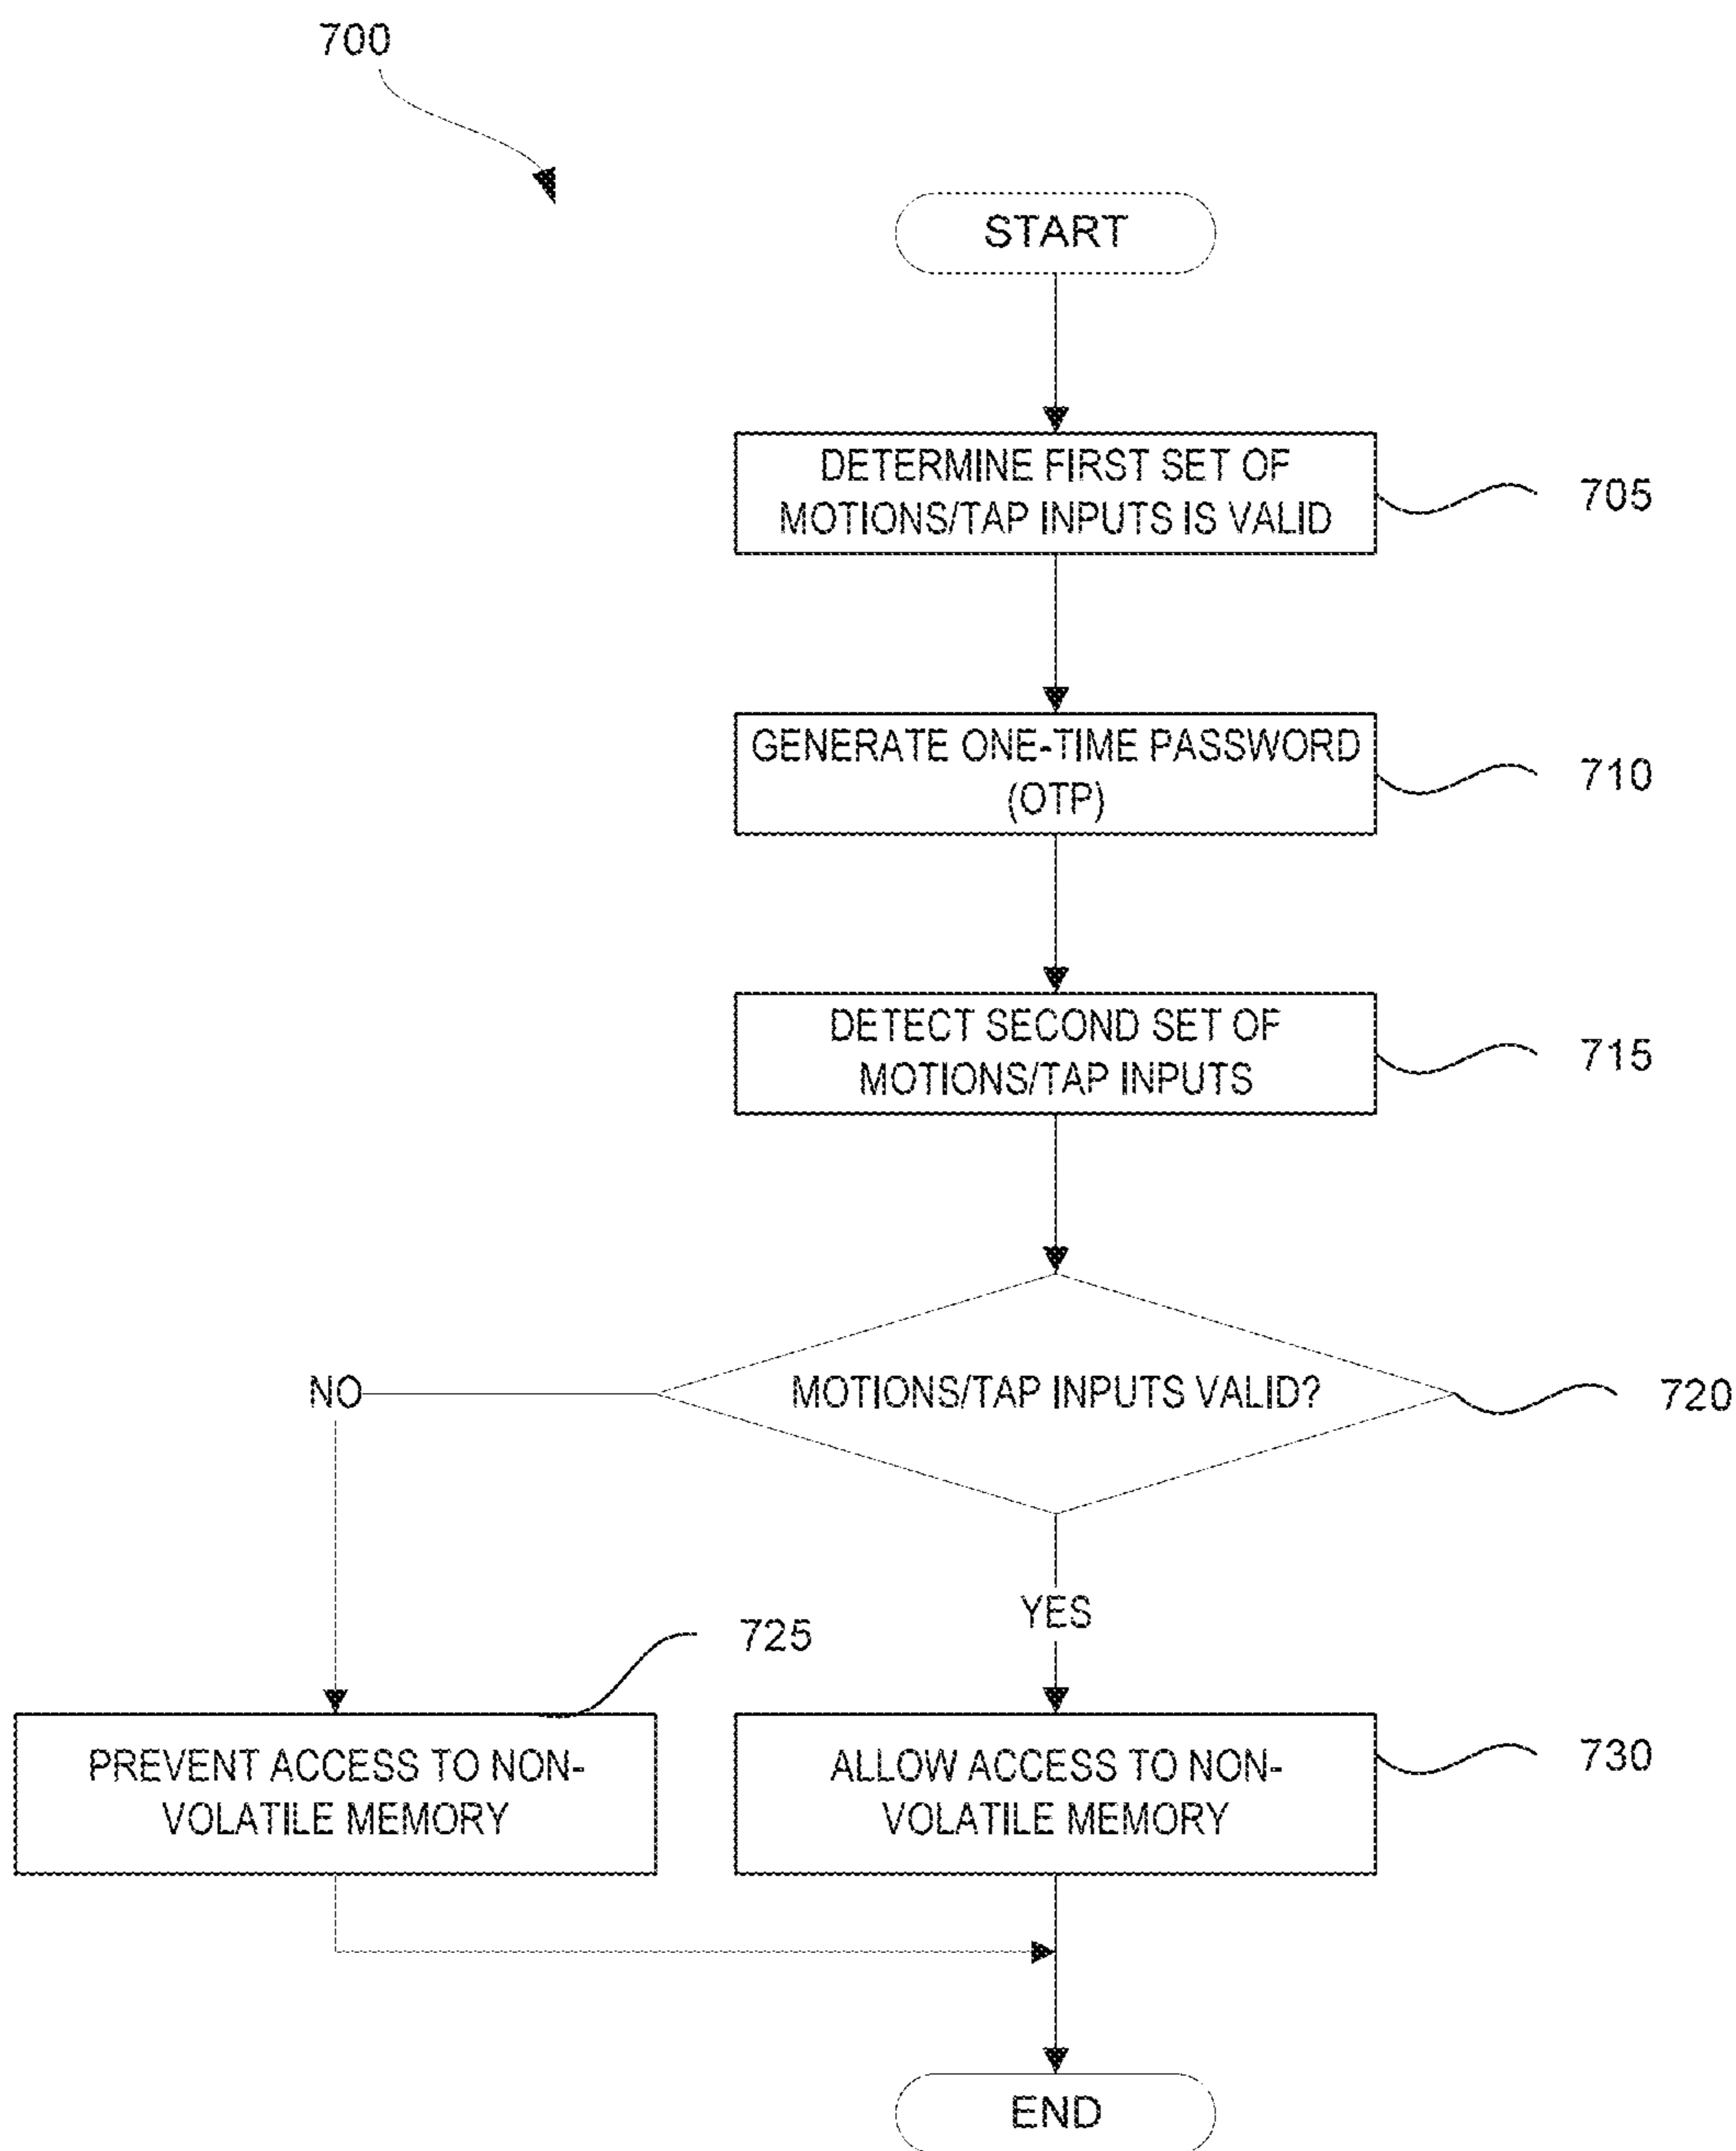 700
START
DETERMINE FIRST SET OF
MOTIONS/TAP INPUTS IS VALID
705
GENERATE ONE-TIME PASSWORD
(OTP)
710
DETECT SECOND SET OF
MOTIONS/TAP INPUTS
715
NO
MOTIONS/TAP INPUTS VALID?
720
YES
725
PREVENT ACCESS TO NON-
VOLATILE MEMORY
ALLOW ACCESS TO NON-
VOLATILE MEMORY
730
END